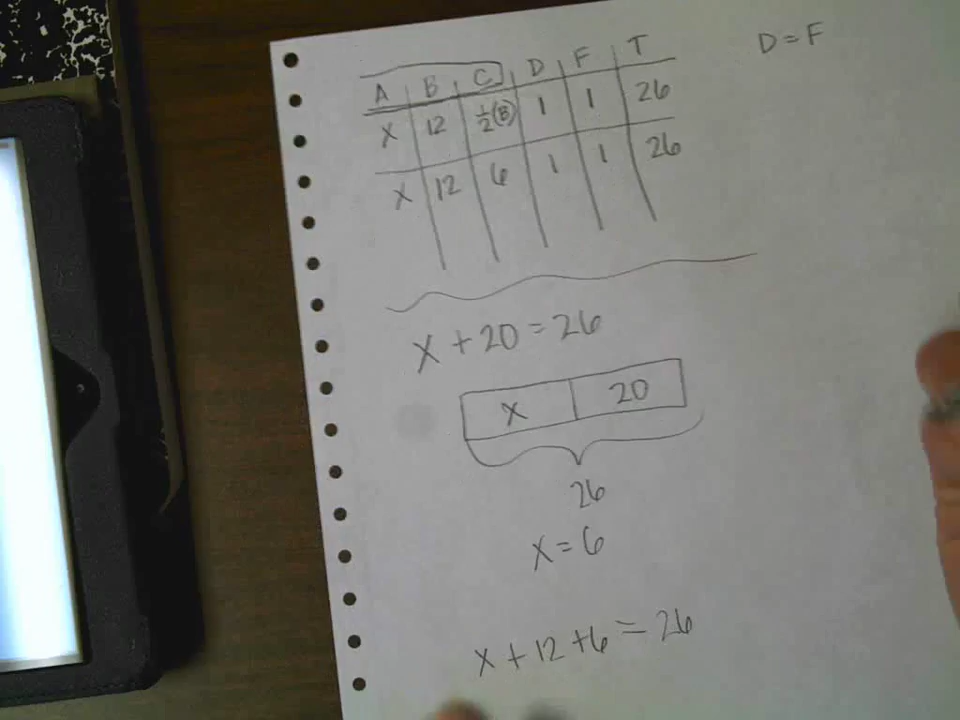 A B C D F T
X 12 1/2(B) 1 1 26
X 12 6 1 1 26
D = F
X + 20 = 26
X 20
26
X = 6
X + 12 + 6 = 26